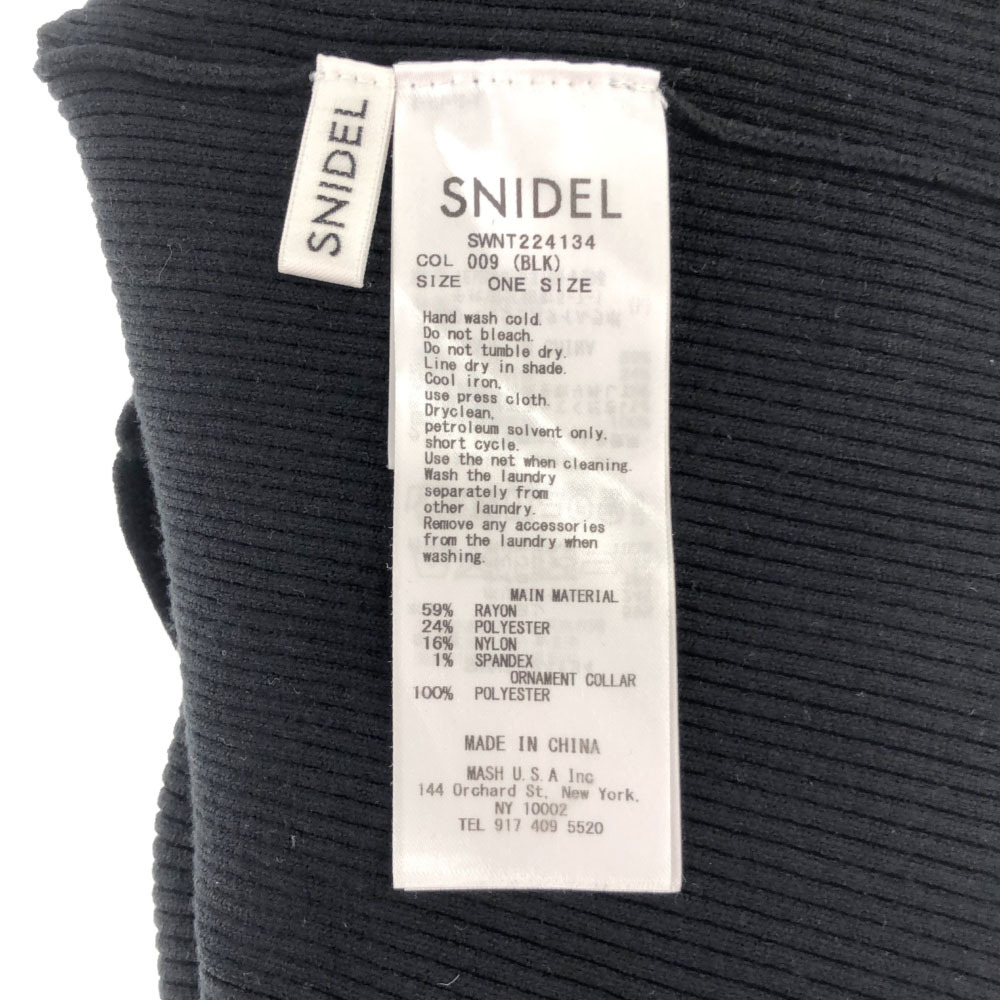 SNIDEL
SNIDEL
SWNT224134
COL 009 (BLK)
SIZE ONE SIZE
Hand wash cold.
Do not bleach.
Do not tumble dry.
Line dry in shade.
Cool iron,
use press cloth.
Dryclean,
petroleum solvent only,
short cycle.
Use the net when cleaning.
Wash the laundry
separately from
other laundry.
Remove any accessories
from the laundry when
washing.
MAIN MATERIAL
59% RAYON
24% POLYESTER
16% NYLON
1% SPANDEX
ORNAMENT COLLAR
100% POLYESTER
MADE IN CHINA
MASH U.S.A Inc
144 Orchard St, New York,
NY 10002
TEL 917 409 5520